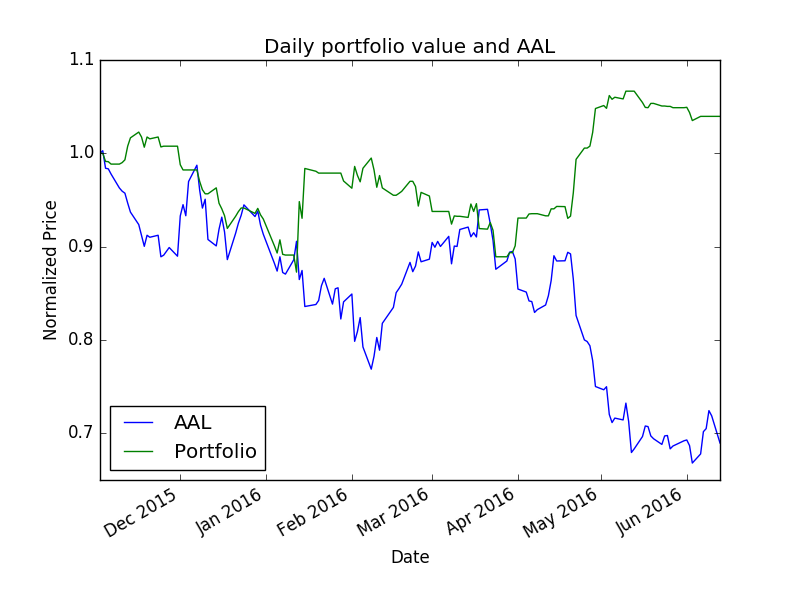 Daily portfolio value and AAL
1.1
1.0
0.9
0.8
0.7
Normalized Price
AAL
Portfolio
Dec 2015
Jan 2016
Feb 2016
Mar 2016
Apr 2016
May 2016
Jun 2016
Date